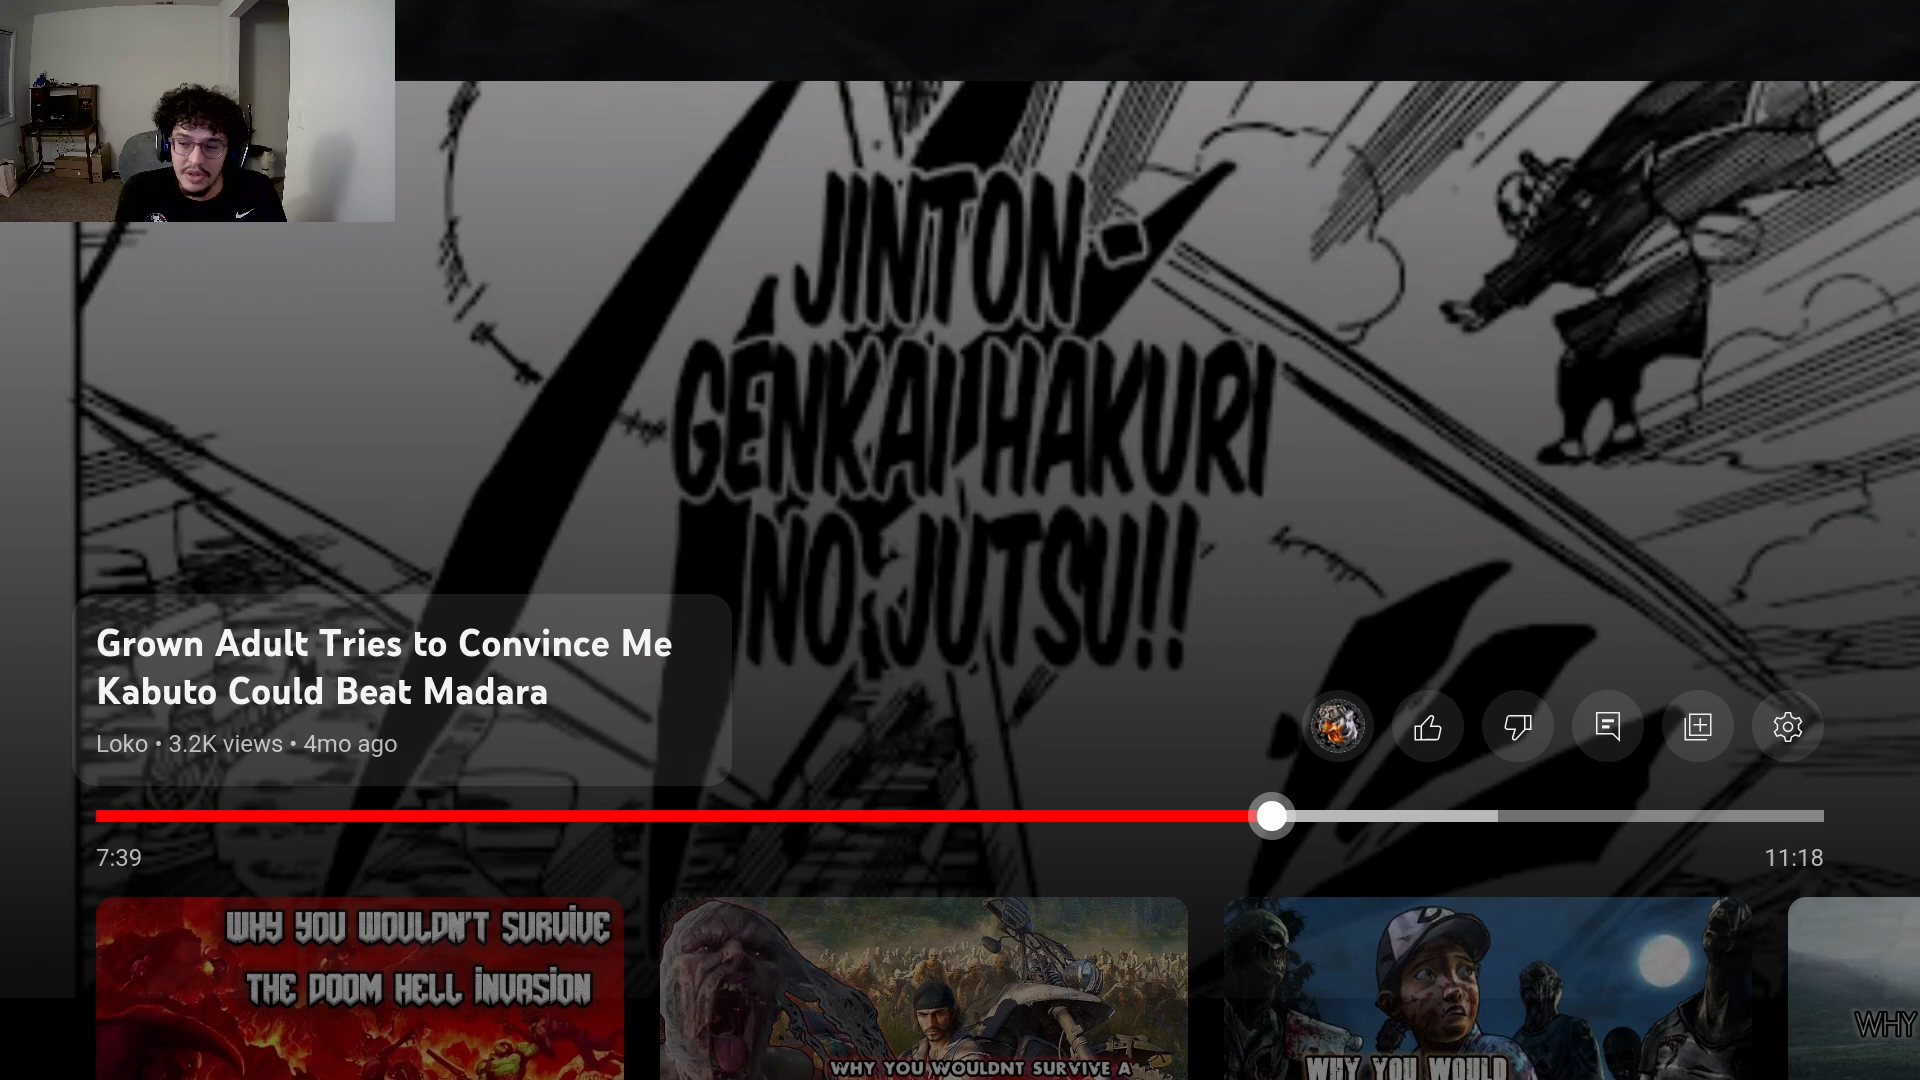 JINTON
GENKAI HAKURI
NO JUTSU!!
Grown Adult Tries to Convince Me
Kabuto Could Beat Madara
Loko • 3.2K views • 4mo ago
7:39
11:18
WHY YOU WOULDN'T SURVIVE
THE DOOM HELL INVASION
WHY YOU WOULDNT SURVIVE A
WHY YOU WOULD
WHY